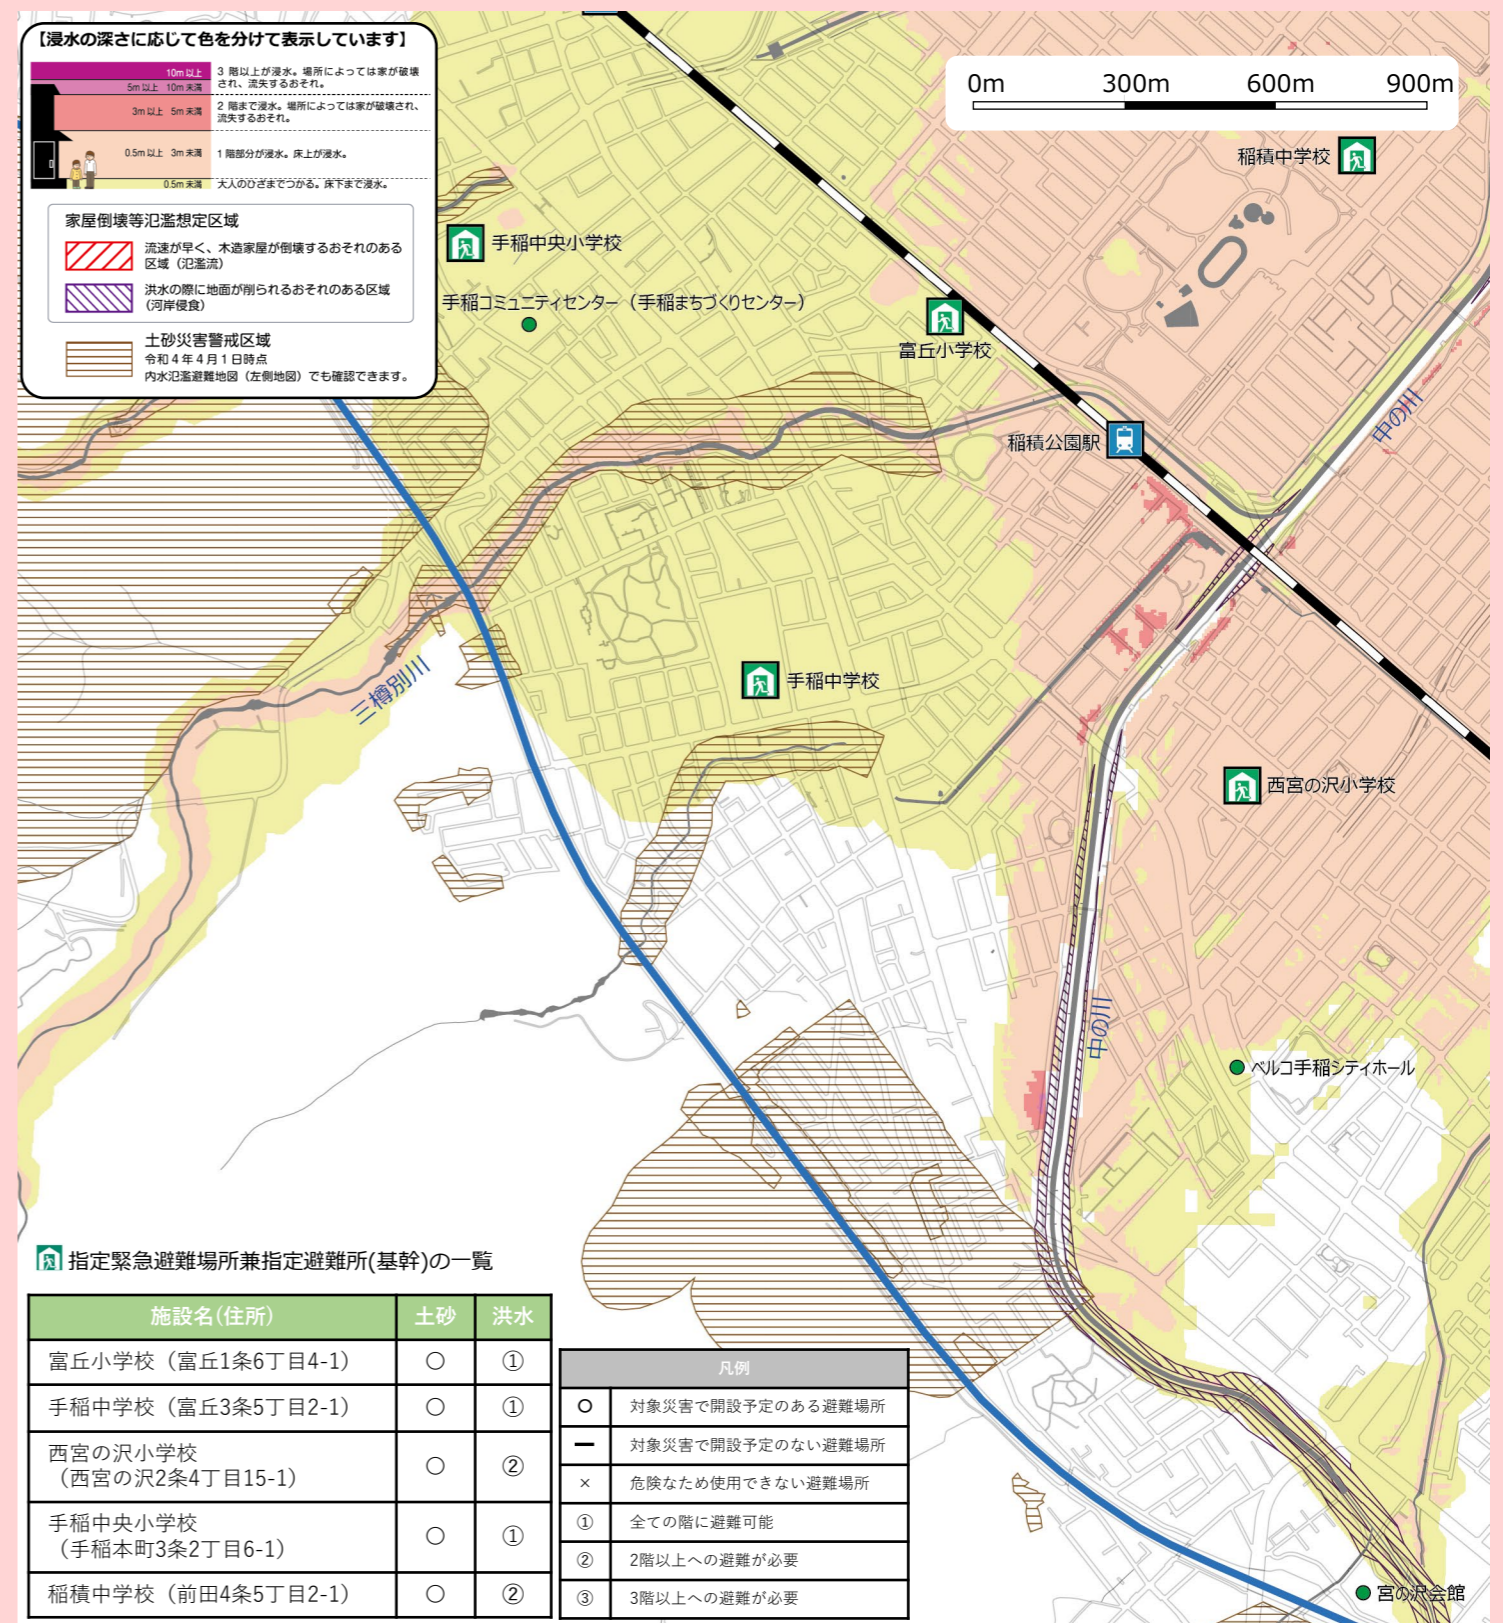 【浸水の深さに応じて色を分けて表示しています】
10m 以上
3 階以上が浸水。場所によっては家が破壊
され、流失するおそれ。
5m 以上 10m 未満
3m 以上 5m 未満
2 階まで浸水。場所によっては家が破壊され、
流失するおそれ。
0.5m 以上 3m 未満
1 階部分が浸水。床上が浸水。
0.5m 未満
大人のひざまでつかる。床下まで浸水。
家屋倒壊等氾濫想定区域
流速が早く、木造家屋が倒壊するおそれのある
区域（氾濫流）
洪水の際に地面が削られるおそれのある区域
（河岸侵食）
土砂災害警戒区域
令和４年４月１日時点
内水氾濫避難地図（左側地図）でも確認できます。
0m 300m 600m 900m
稲積中学校
手稲中央小学校
手稲コミュニティセンター（手稲まちづくりセンター）
富丘小学校
中の川
稲積公園駅
三樽別川
手稲中学校
西宮の沢小学校
中の川
ベルコ手稲シティホール
宮の沢会館
指定緊急避難場所兼指定避難所(基幹)の一覧
施設名(住所) 土砂 洪水
富丘小学校（富丘1条6丁目4-1） 〇 ①
手稲中学校（富丘3条5丁目2-1） 〇 ①
西宮の沢小学校
（西宮の沢2条4丁目15-1） 〇 ②
手稲中央小学校
（手稲本町3条2丁目6-1） 〇 ①
稲積中学校（前田4条5丁目2-1） 〇 ②
凡例
〇 対象災害で開設予定のある避難場所
ー 対象災害で開設予定のない避難場所
× 危険なため使用できない避難場所
① 全ての階に避難可能
② 2階以上への避難が必要
③ 3階以上への避難が必要